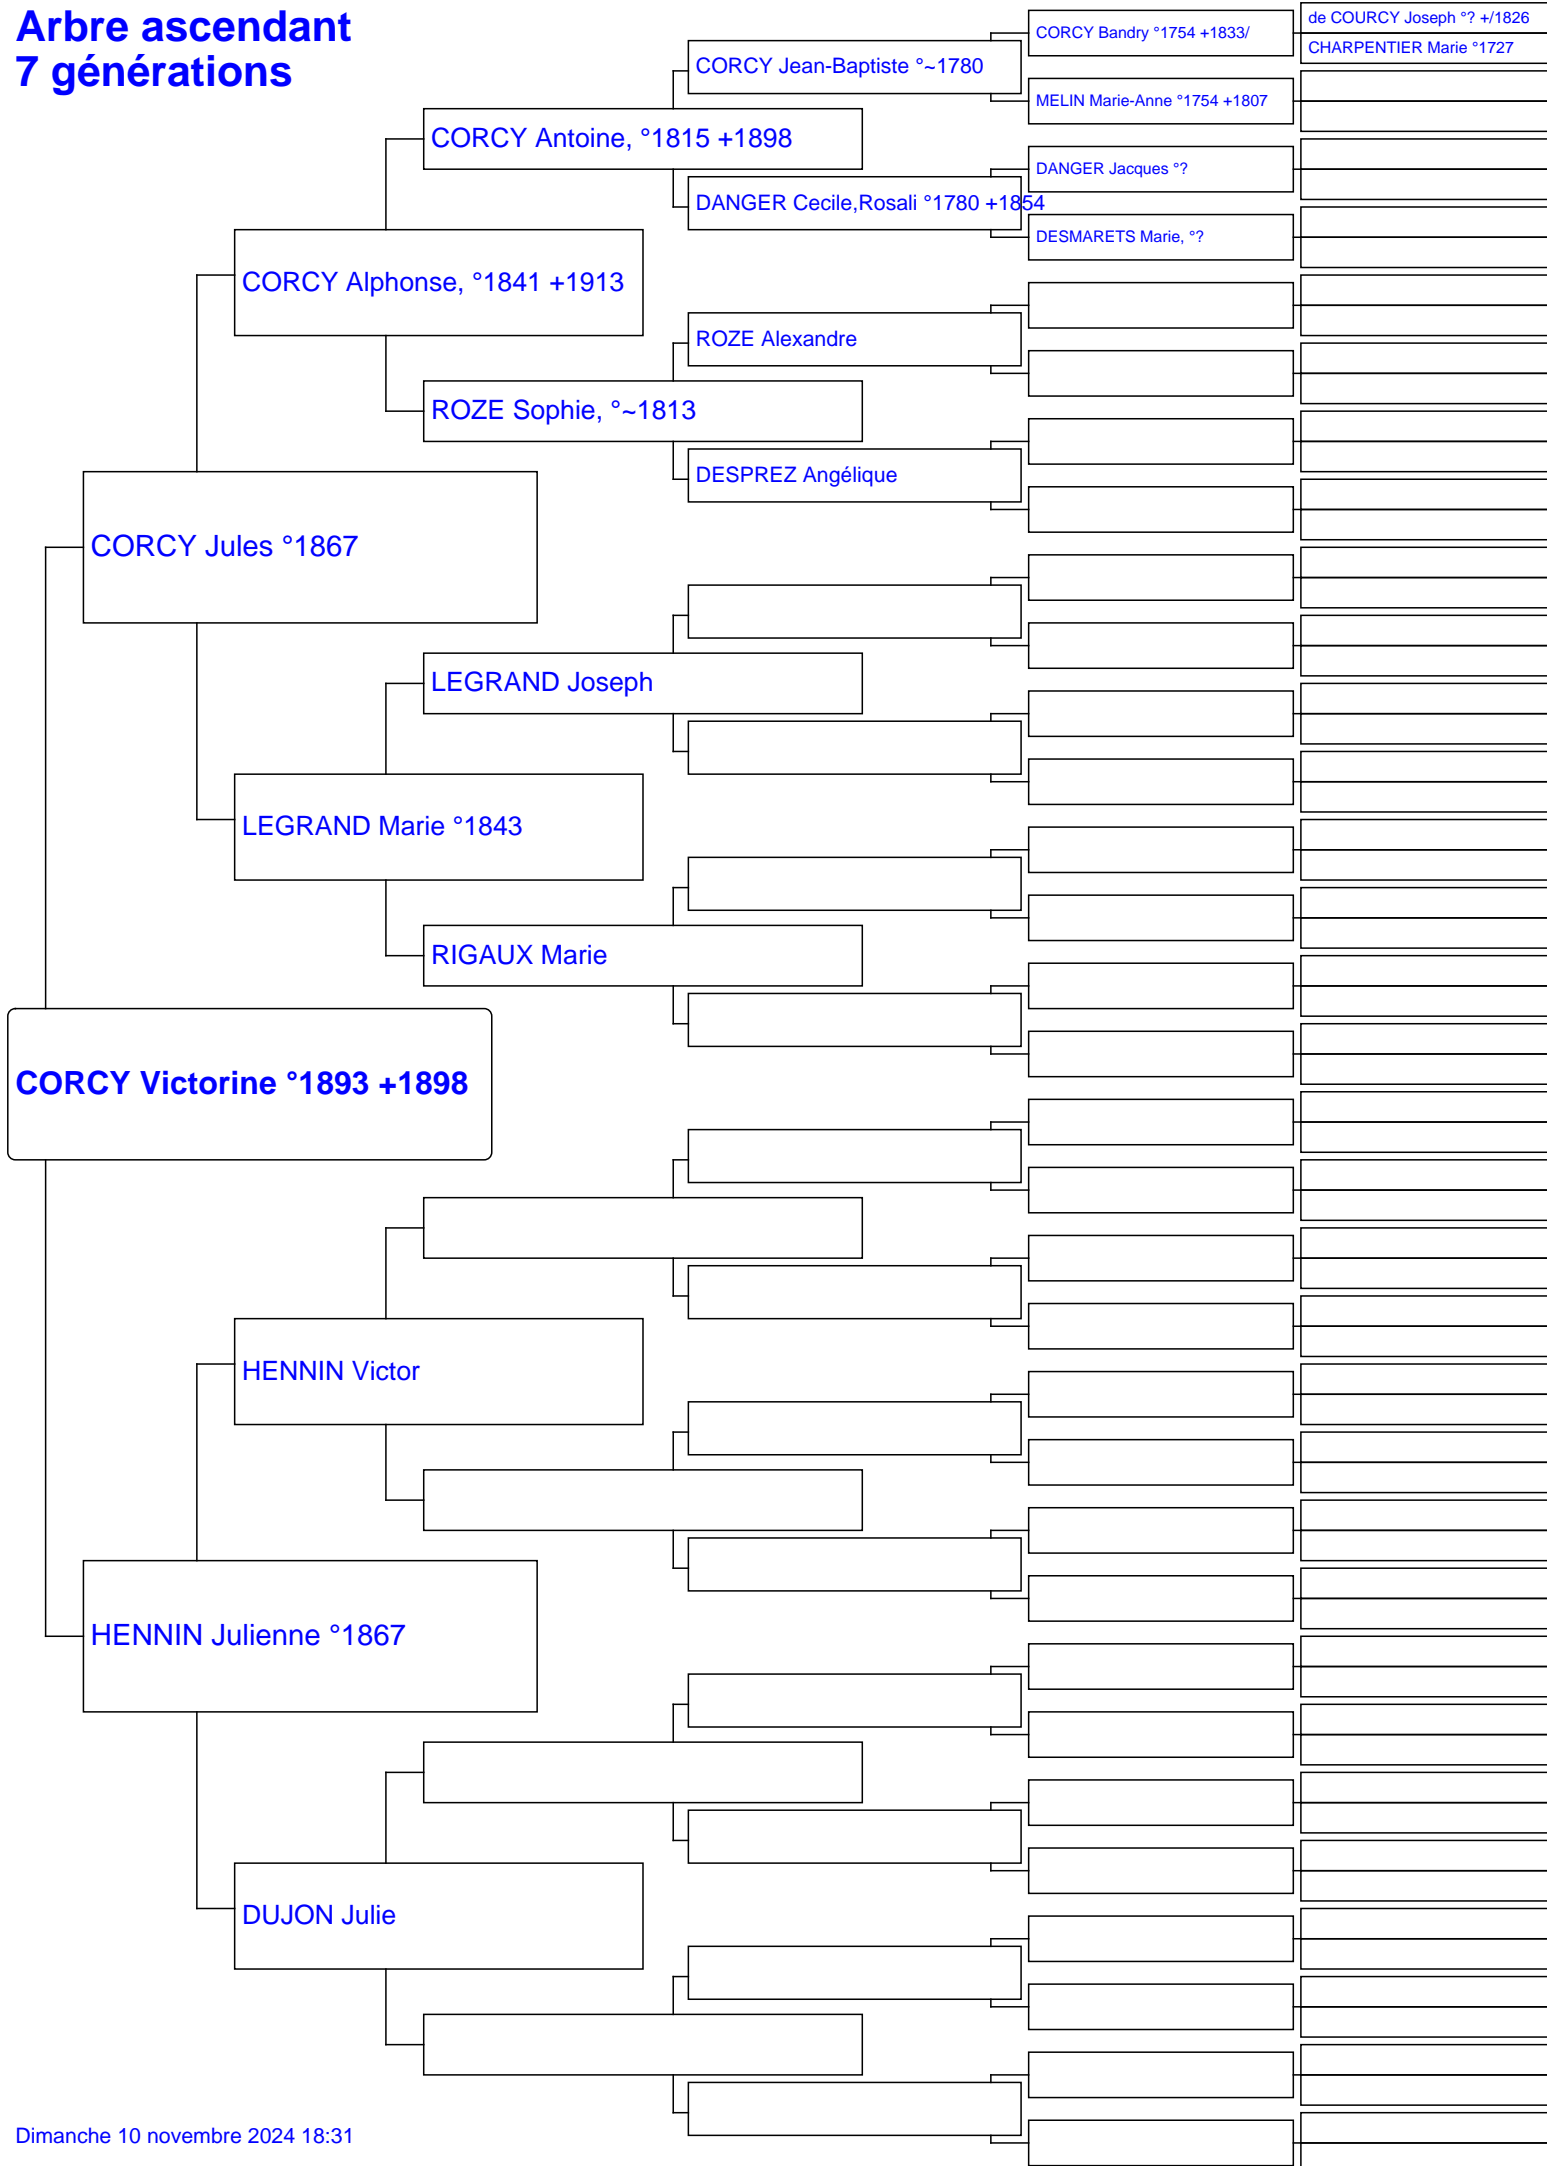 Arbre ascendant
7 générations
de COURCY Joseph °? +/1826
CORCY Bandry °1754 +1833/
CHARPENTIER Marie °1727
CORCY Jean-Baptiste °~1780
MELIN Marie-Anne °1754 +1807
CORCY Antoine, °1815 +1898
DANGER Jacques °?
DANGER Cecile,Rosali °1780 +1854
DESMARETS Marie, °?
CORCY Alphonse, °1841 +1913
ROZE Alexandre
ROZE Sophie, °~1813
DESPREZ Angélique
CORCY Jules °1867
LEGRAND Joseph
LEGRAND Marie °1843
RIGAUX Marie
CORCY Victorine °1893 +1898
HENNIN Victor
HENNIN Julienne °1867
DUJON Julie
Dimanche 10 novembre 2024 18:31